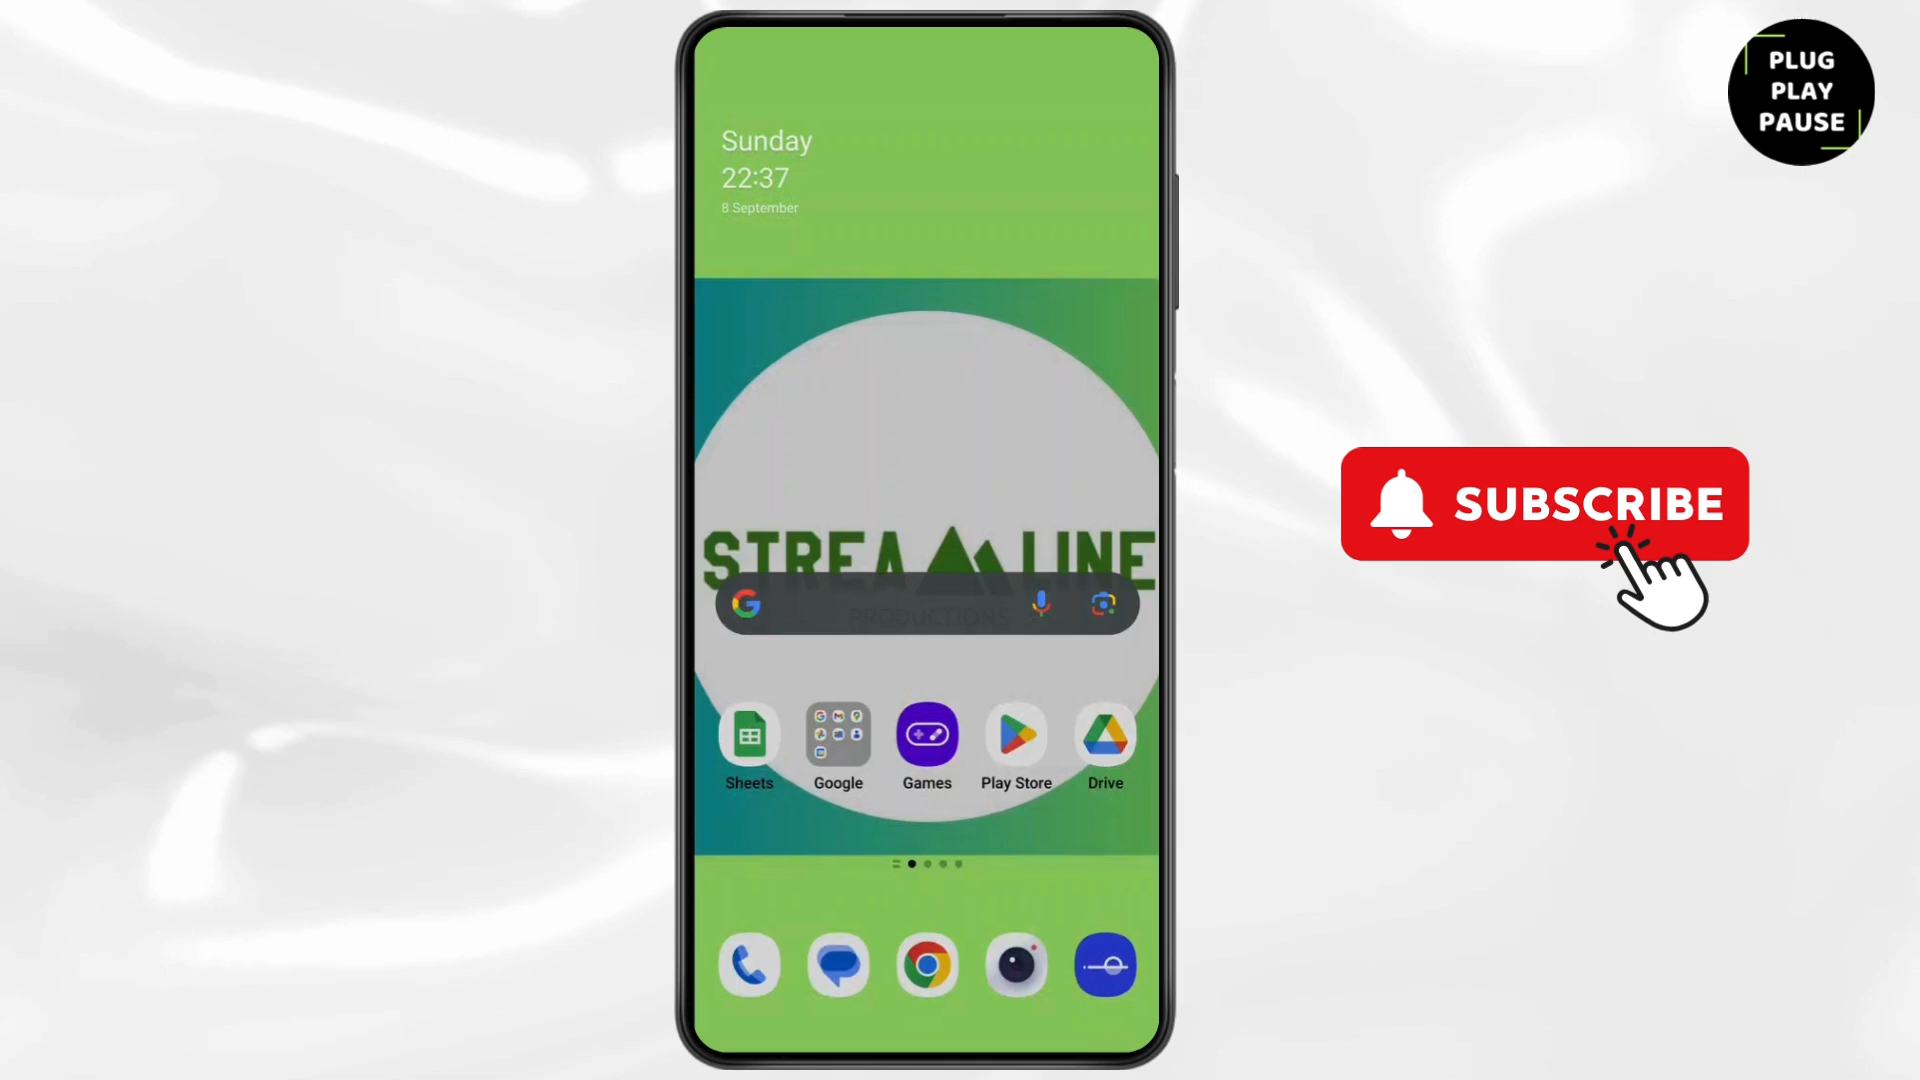 Sunday
22:37
8 September
STREAMLINE
PRODUCTIONS
Sheets
Google
Games
Play Store
Drive
PLUG
PLAY
PAUSE
SUBSCRIBE